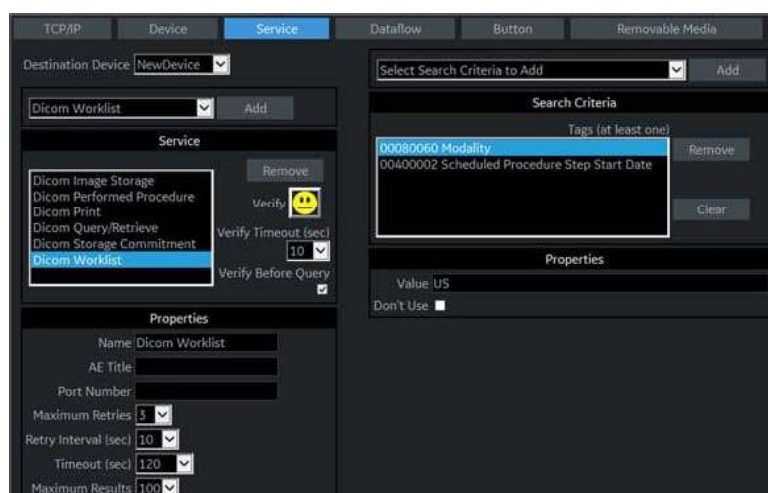 TCP/IP Device Service Dataflow Button Removable Media
Destination Device NewDevice
Dicom Worklist Add
Service
Dicom Image Storage
Dicom Performed Procedure
Dicom Print
Dicom Query/Retrieve
Dicom Storage Commitment
Dicom Worklist
Remove
Verify
Verify Timeout (sec)
10
Verify Before Query
Properties
Name Dicom Worklist
AE Title
Port Number
Maximum Retries 3
Retry Interval (sec) 10
Timeout (sec) 120
Maximum Results 100
Select Search Criteria to Add Add
Search Criteria
Tags (at least one)
00080060 Modality
00400002 Scheduled Procedure Step Start Date
Remove
Clear
Properties
Value US
Don't Use